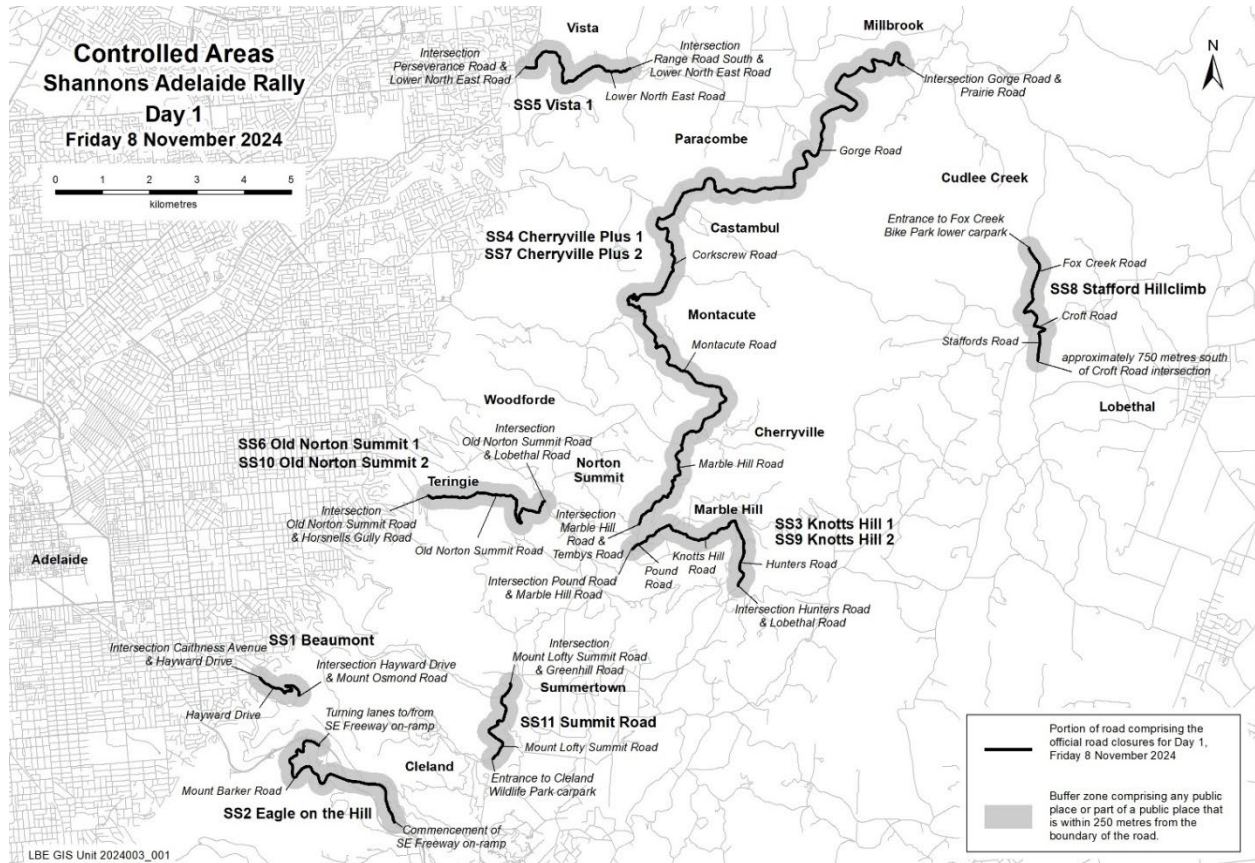 Controlled Areas
Shannons Adelaide Rally
Day 1
Friday 8 November 2024
0 1 2 3 4 5
kilometres
Vista
Intersection
Perseverance Road &
Lower North East Road
Intersection
Range Road South &
Lower North East Road
Lower North East Road
SS5 Vista 1
Millbrook
Intersection Gorge Road &
Prairie Road
N
Paracombe
Gorge Road
Cudlee Creek
Entrance to Fox Creek
Bike Park lower carpark
Fox Creek Road
SS8 Stafford Hillclimb
Croft Road
Staffords Road
approximately 750 metres south
of Croft Road intersection
Lobethal
SS4 Cherryville Plus 1
SS7 Cherryville Plus 2
Castambul
Corkscrew Road
Montacute
Montacute Road
Woodforde
Intersection
Old Norton Summit Road
& Lobethal Road
SS6 Old Norton Summit 1
SS10 Old Norton Summit 2
Norton
Summit
Cherryville
Marble Hill Road
Teringie
Intersection
Old Norton Summit Road
& Horsnells Gully Road
Old Norton Summit Road
Intersection
Marble Hill
Road &
Tembys Road
Marble Hill
SS3 Knotts Hill 1
SS9 Knotts Hill 2
Knotts Hill
Road
Pound
Road
Hunters Road
Intersection Pound Road
& Marble Hill Road
Intersection Hunters Road
& Lobethal Road
Adelaide
SS1 Beaumont
Intersection Caithness Avenue
& Hayward Drive
Intersection Hayward Drive
& Mount Osmond Road
Hayward Drive
Intersection
Mount Lofty Summit Road
& Greenhill Road
Summertown
SS11 Summit Road
Mount Lofty Summit Road
Entrance to Cleland
Wildlife Park carpark
Turning lanes to/from
SE Freeway on-ramp
Cleland
Mount Barker Road
SS2 Eagle on the Hill
Commencement of
SE Freeway on-ramp
Portion of road comprising the
official road closures for Day 1,
Friday 8 November 2024
Buffer zone comprising any public
place or part of a public place that
is within 250 metres from the
boundary of the road.
LBE GIS Unit 2024003_001